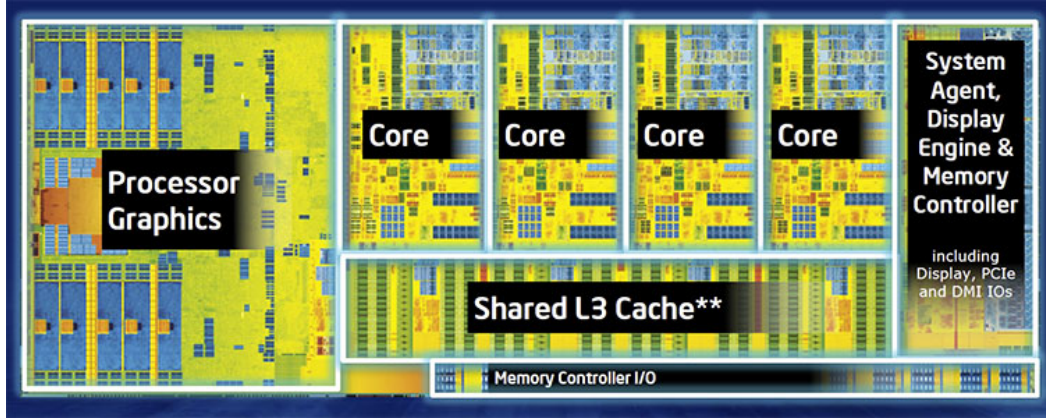 Processor
Graphics
Core
Core
Core
Core
System
Agent,
Display
Engine &
Memory
Controller
including
Display, PCIe
and DMI IOs
Shared L3 Cache**
Memory Controller I/O